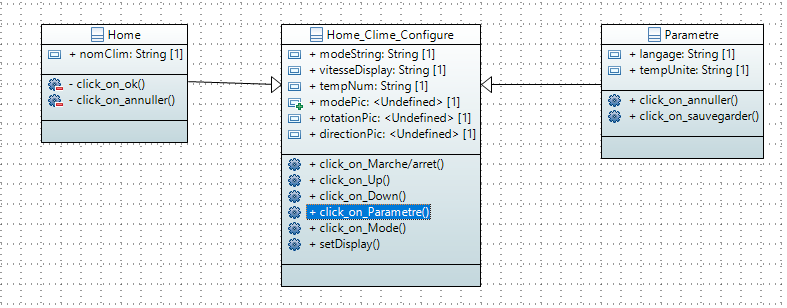 Home
+ nomClim: String [1]
- click_on_ok()
- click_on_annuller()
Home_Clime_Configure
+ modeString: String [1]
+ vitesseDisplay: String [1]
+ tempNum: String [1]
+ modePic: <Undefined> [1]
+ rotationPic: <Undefined> [1]
+ directionPic: <Undefined> [1]
+ click_on_Marche/arret()
+ click_on_Up()
+ click_on_Down()
+ click_on_Parametre()
+ click_on_Mode()
+ setDisplay()
Parametre
+ langage: String [1]
+ tempUnite: String [1]
+ click_on_annuller()
+ click_on_sauvegarder()